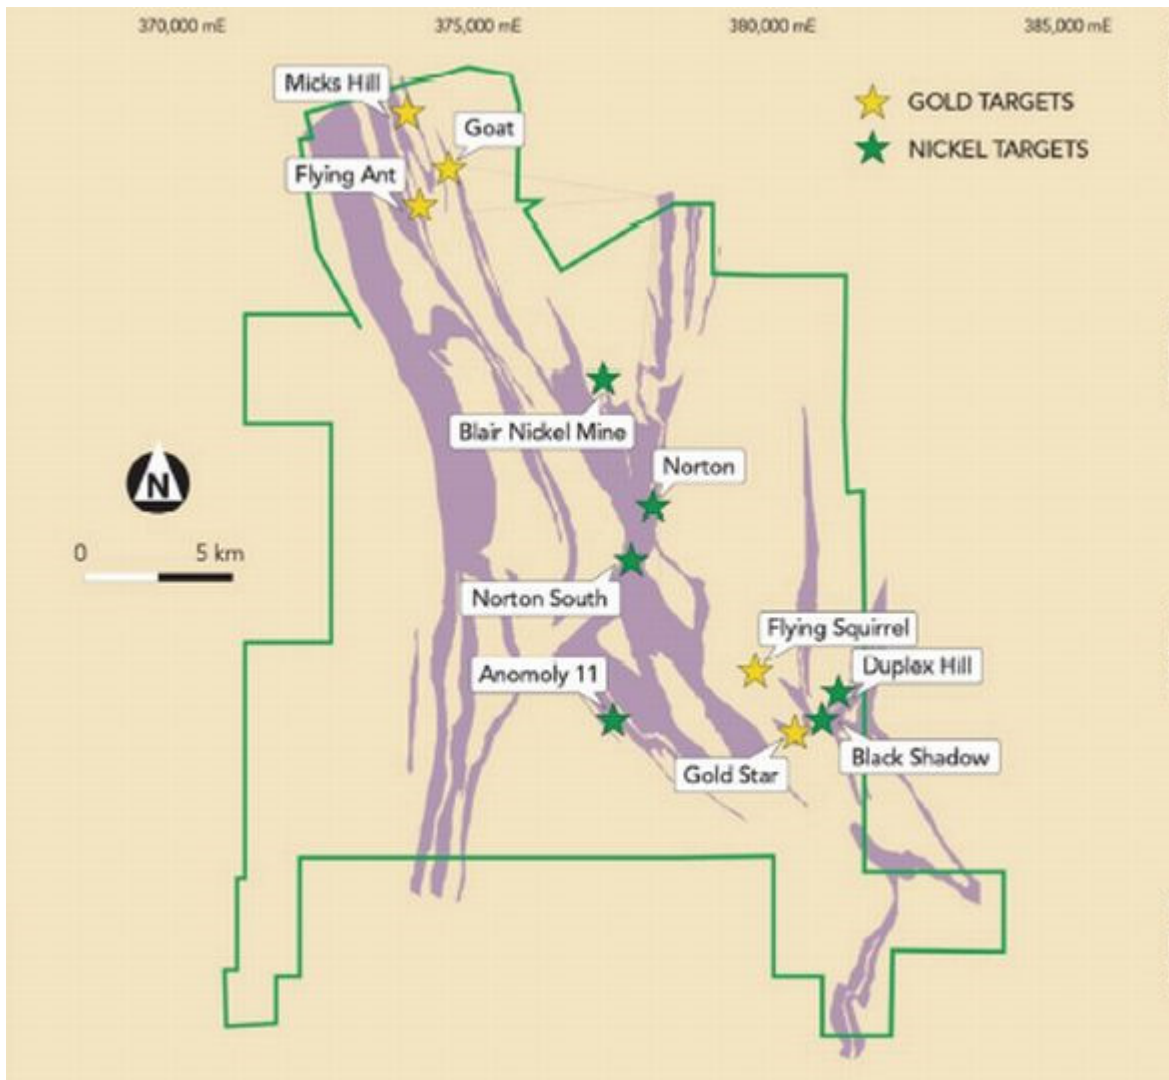 370,000 mE 375,000 mE 380,000 mE 385,000 mE
Micks Hill
GOLD TARGETS
Goat
NICKEL TARGETS
Flying Ant
Blair Nickel Mine
Norton
N
0 5 km
Norton South
Flying Squirrel
Duplex Hill
Anomoly 11
Black Shadow
Gold Star